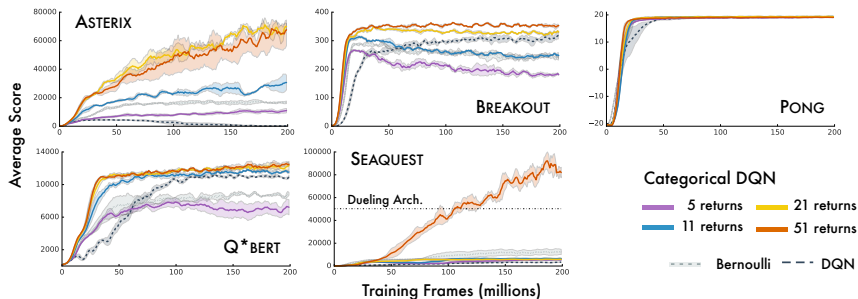 Average Score
ASTERIX
80000
60000
40000
20000
0
0 50 100 150 200
BREAKOUT
400
300
200
100
0
0 50 100 150 200
PONG
20
10
0
−10
−20
0 50 100 150 200
Q*BERT
14000
12000
10000
8000
6000
4000
2000
0
0 50 100 150 200
SEAQUEST
100000
80000
60000
40000
20000
0
Dueling Arch.
0 50 100 150 200
Training Frames (millions)
Categorical DQN
5 returns 21 returns
11 returns 51 returns
Bernoulli DQN